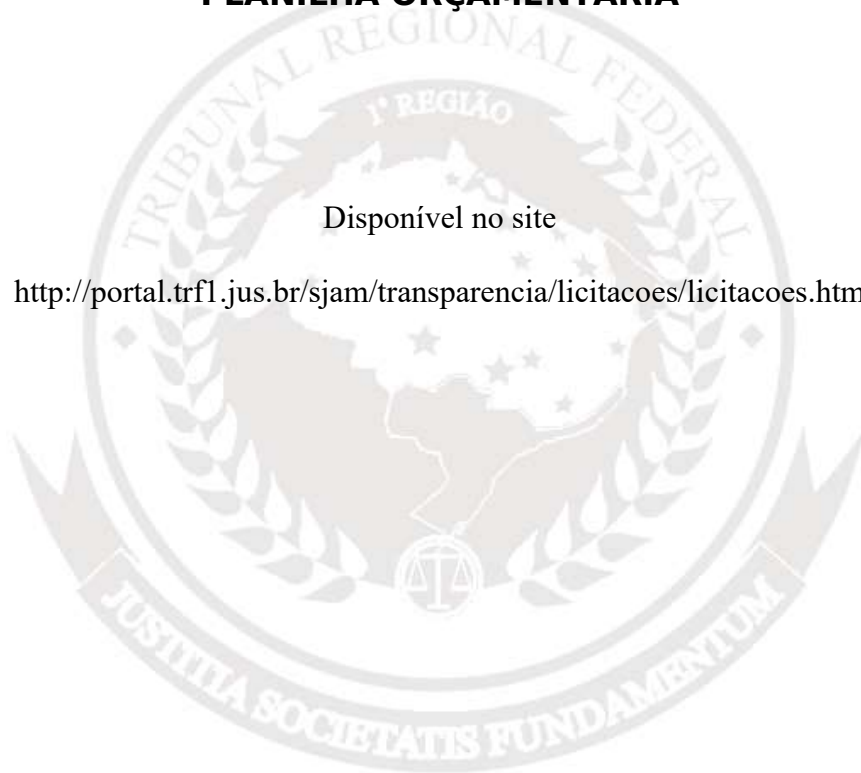 PLANILHA ORÇAMENTÁRIA
TRIBUNAL REGIONAL FEDERAL
1ª REGIÃO
Disponível no site
http://portal.trf1.jus.br/sjam/transparencia/licitacoes/licitacoes.htm
JUSTITIA SOCIETATIS FUNDAMENTUM